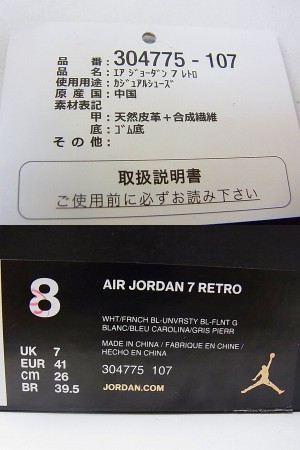 品番：304775 - 107
品名：エア ジョーダン 7 レトロ
使用用途：カジュアルシューズ
原産国：中国
素材表記
甲：天然皮革＋合成繊維
底：ゴム底
その他：
取扱説明書
ご使用前に必ずお読み下さい
8
AIR JORDAN 7 RETRO
WHT/FRNCH BL-UNVRSTY BL-FLNT G
BLANC/BLEU CAROLINA/GRIS PIERR
MADE IN CHINA / FABRIQUE EN CHINE /
HECHO EN CHINA
UK 7
EUR 41
cm 26
BR 39.5
304775 107
JORDAN.COM